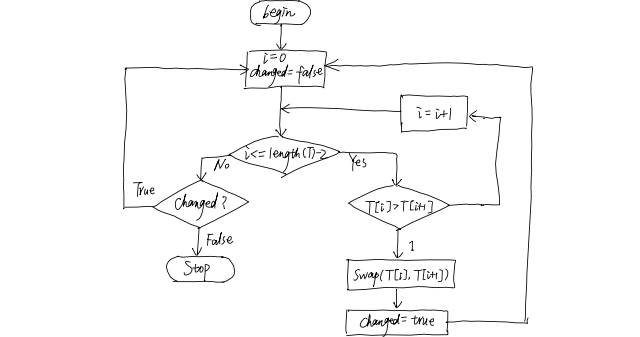 begin
i=0
changed=false
i=i+1
i<=length(T)-2
No
Yes
True
changed?
T[i]>T[i+1]
False
1
Stop
Swap(T[i],T[i+1])
changed=true